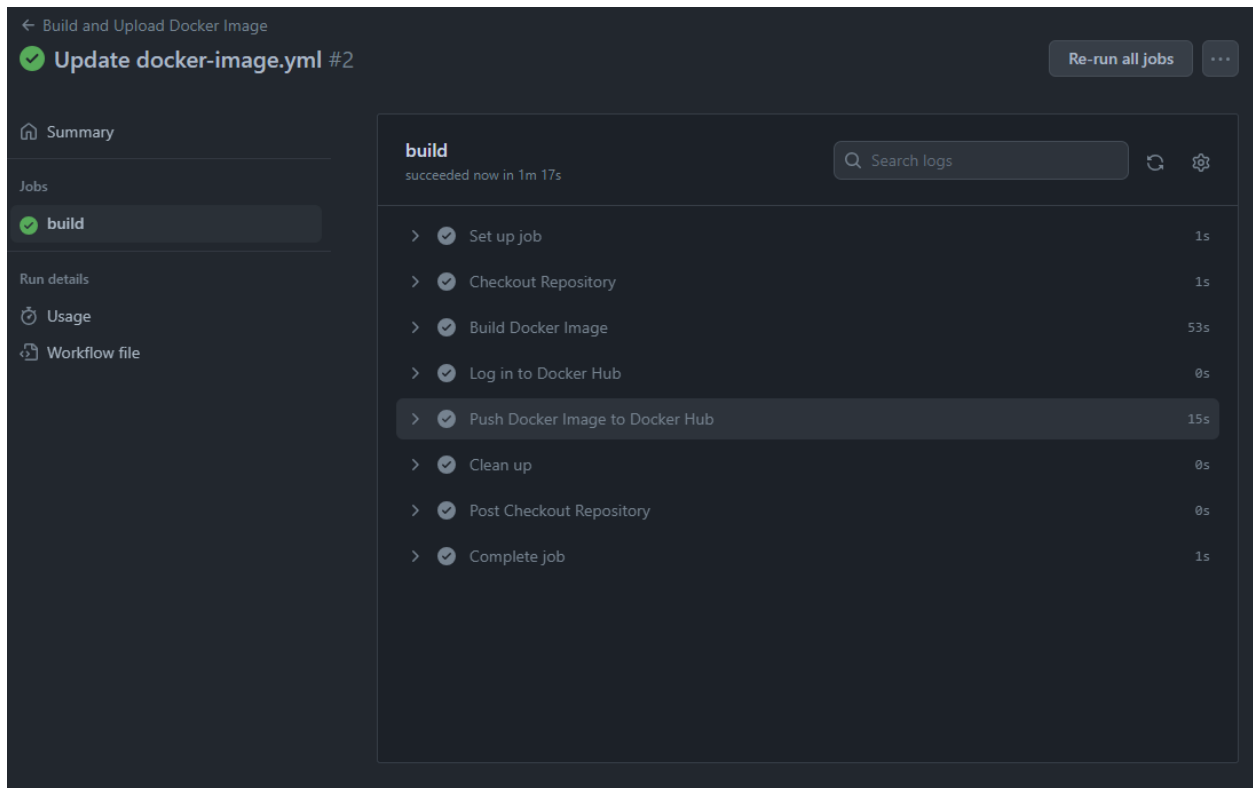 ← Build and Upload Docker Image
Update docker-image.yml #2
Re-run all jobs
...
Summary
Jobs
build
Run details
Usage
Workflow file
build
succeeded now in 1m 17s
Search logs
Set up job 1s
Checkout Repository 1s
Build Docker Image 53s
Log in to Docker Hub 0s
Push Docker Image to Docker Hub 15s
Clean up 0s
Post Checkout Repository 0s
Complete job 1s